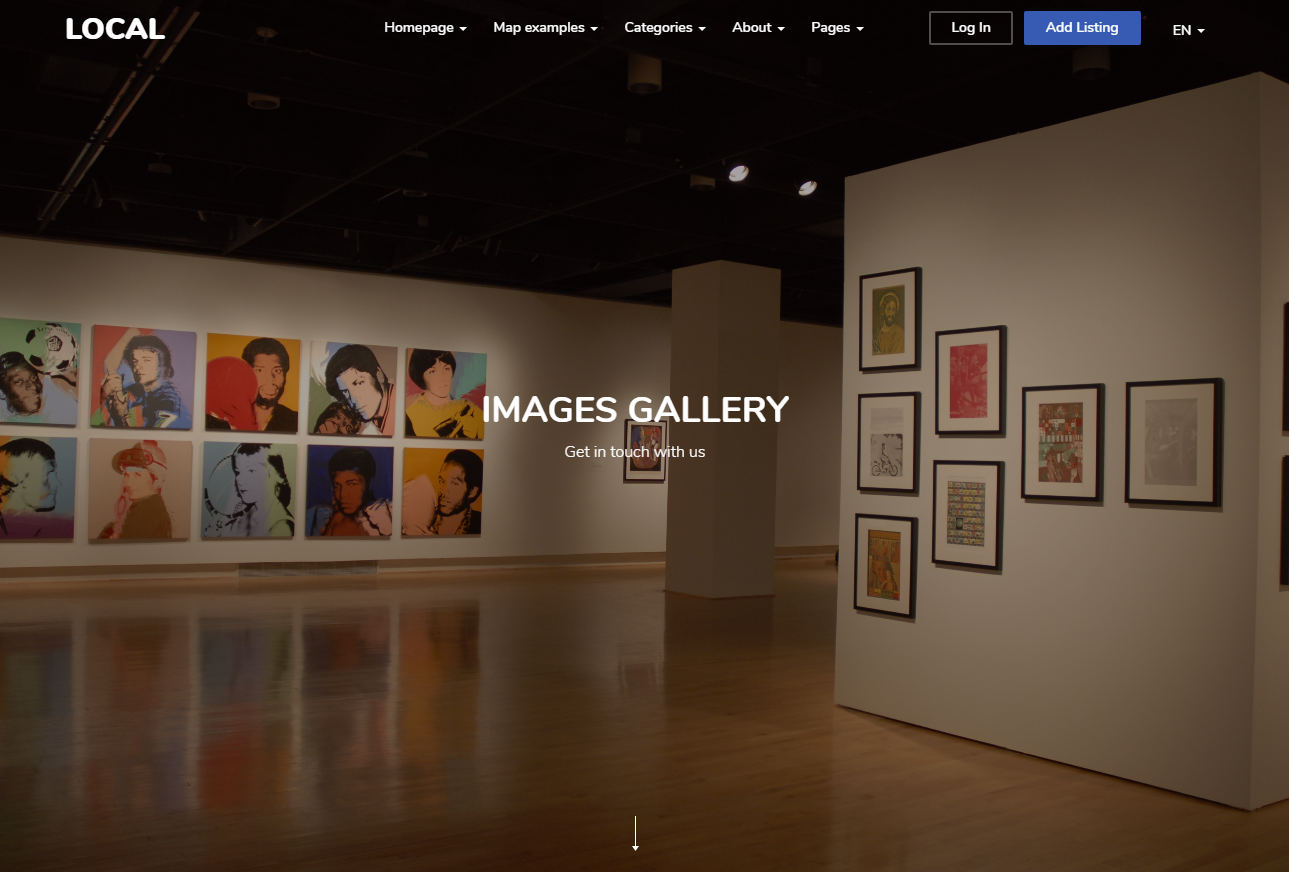 LOCAL
Homepage Map examples Categories About Pages Log In Add Listing EN
IMAGES GALLERY
Get in touch with us